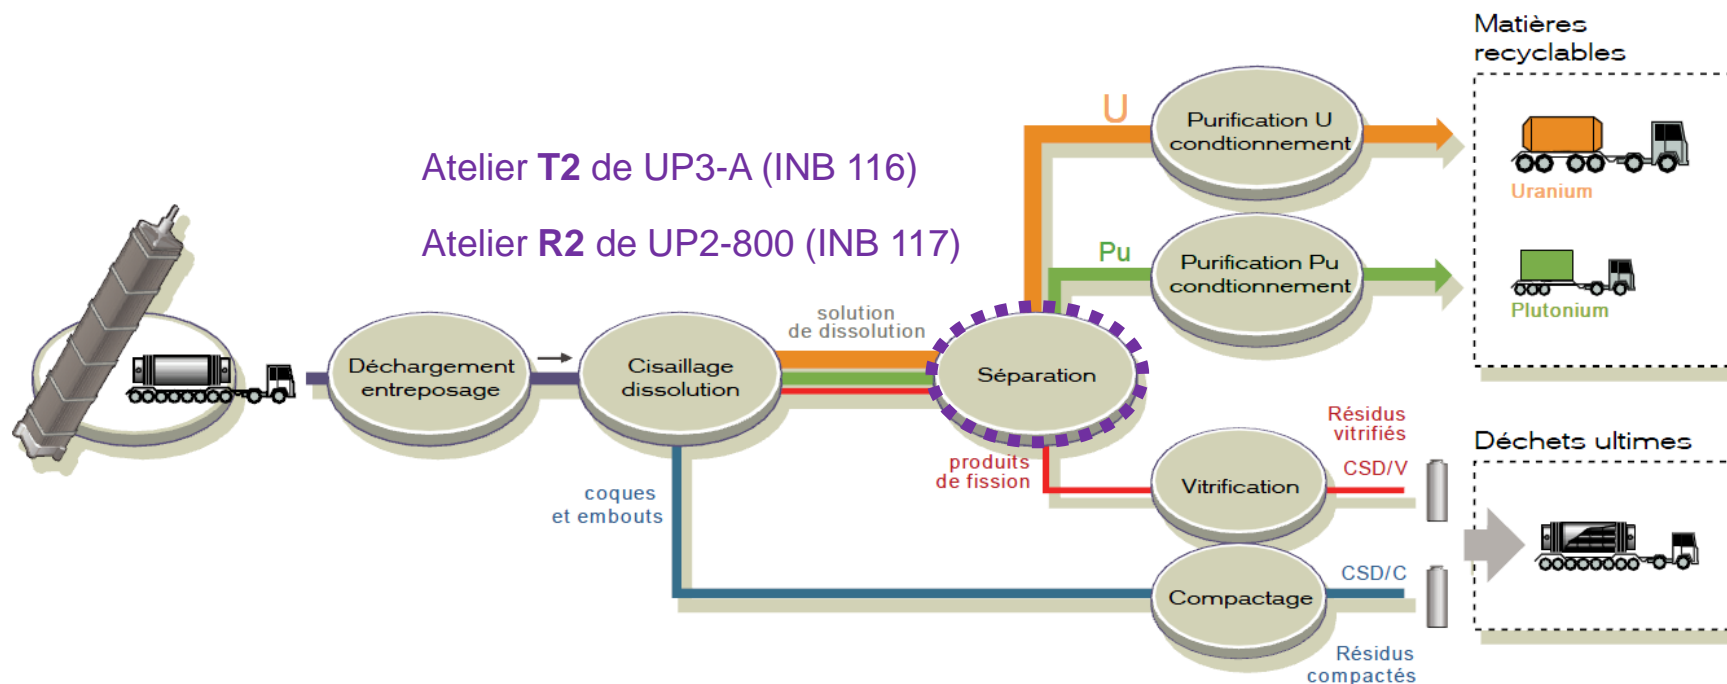 Matières
recyclables
U
Purification U
condtionnement
Atelier T2 de UP3-A (INB 116)
Uranium
Atelier R2 de UP2-800 (INB 117)
Pu
Purification Pu
condtionnement
Plutonium
solution
de dissolution
Déchargement
entreposage
Cisaillage
dissolution
Séparation
Résidus
vitrifiés
Déchets ultimes
produits
de fission
CSD/V
Vitrification
coques
et embouts
CSD/C
Compactage
Résidus
compactés